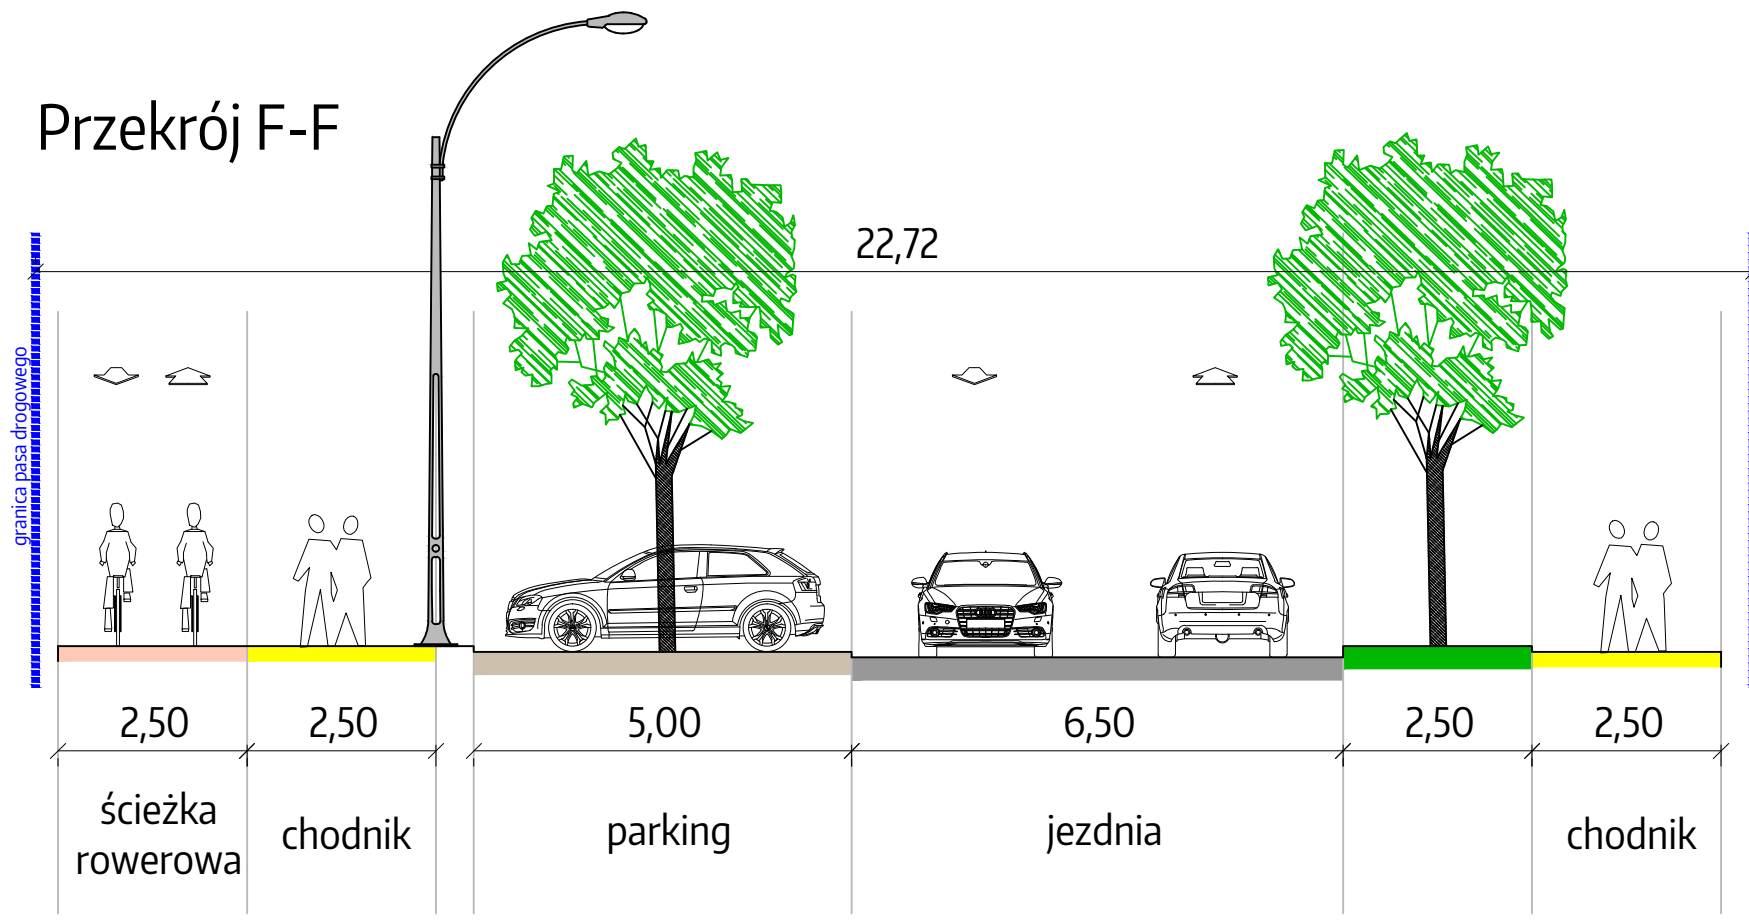 Przekrój F-F
22,72
granica pasa drogowego
2,50
2,50
5,00
6,50
2,50
2,50
ścieżka
rowerowa
chodnik
parking
jezdnia
chodnik